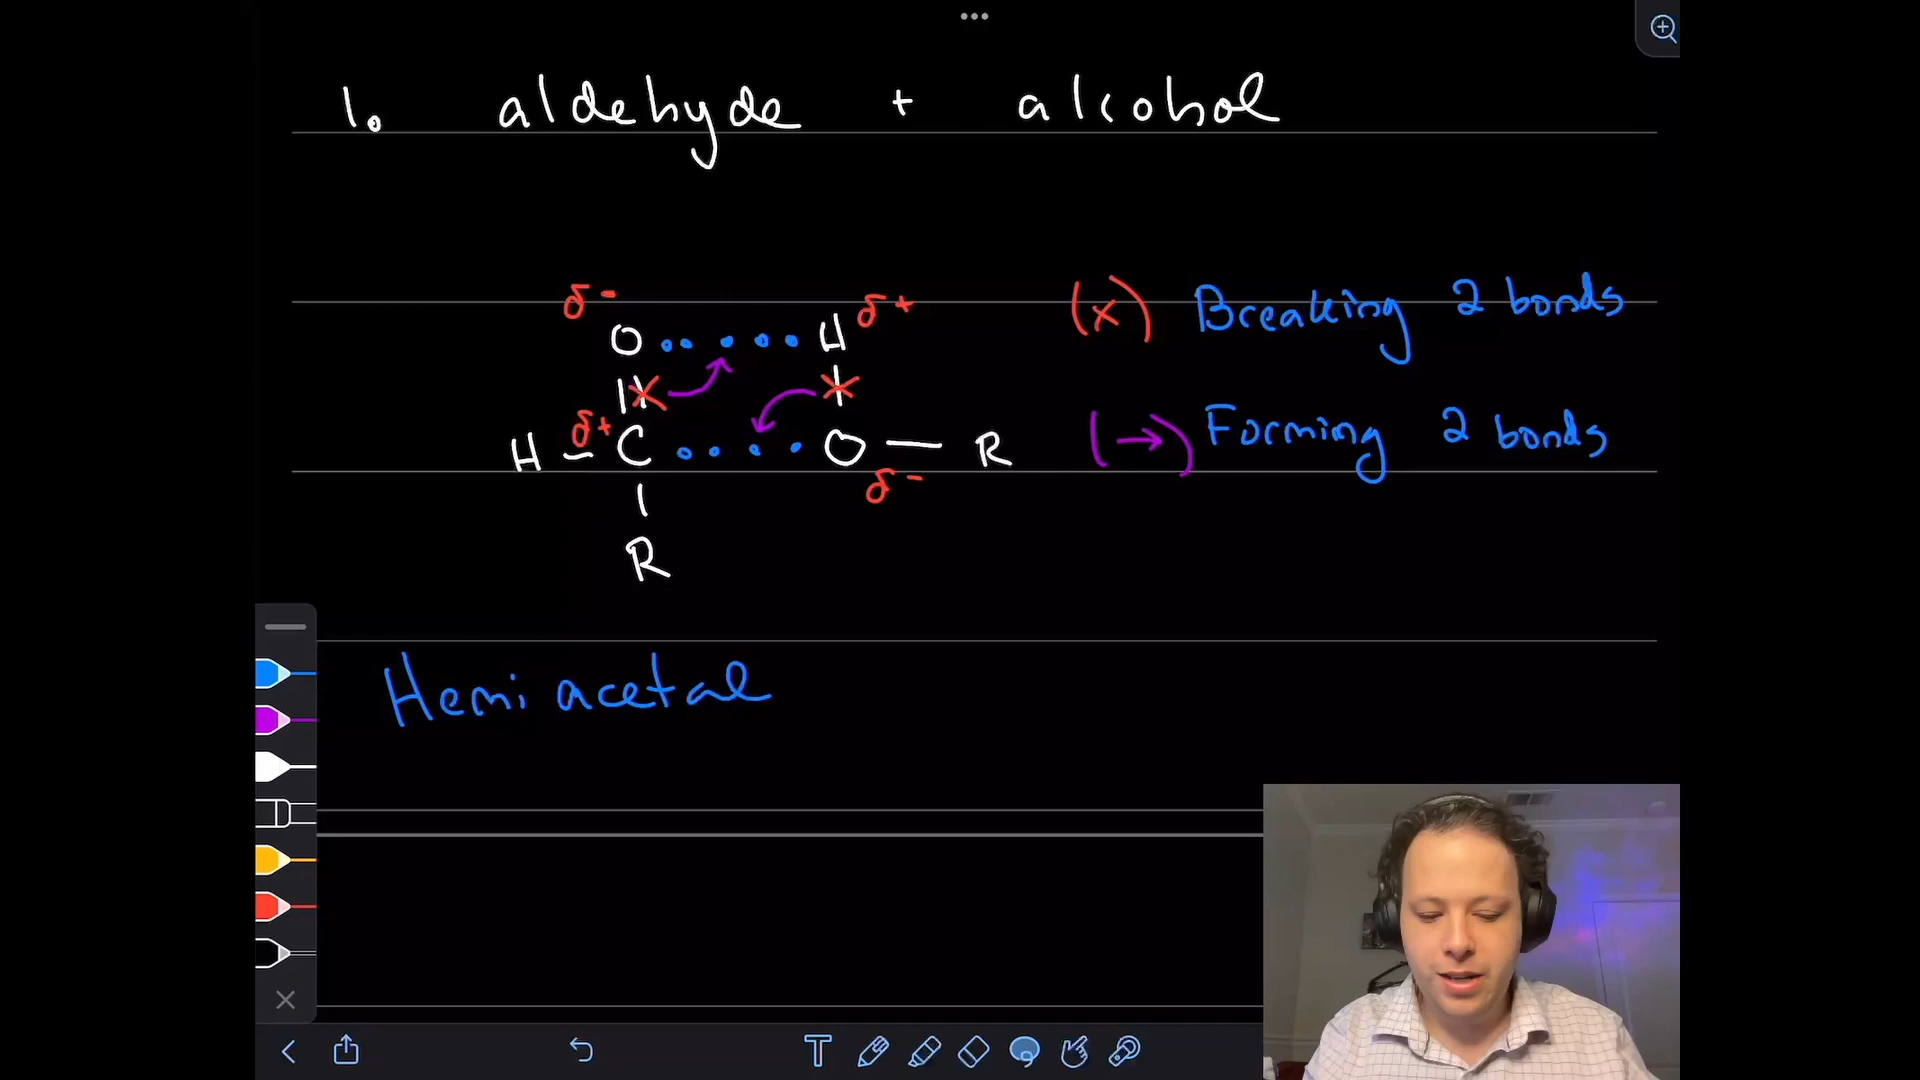 1. aldehyde + alcohol
δ- δ+
O H (x) Breaking 2 bonds
δ+
H - C O — R (→) Forming 2 bonds
δ-
R
Hemi acetal
T